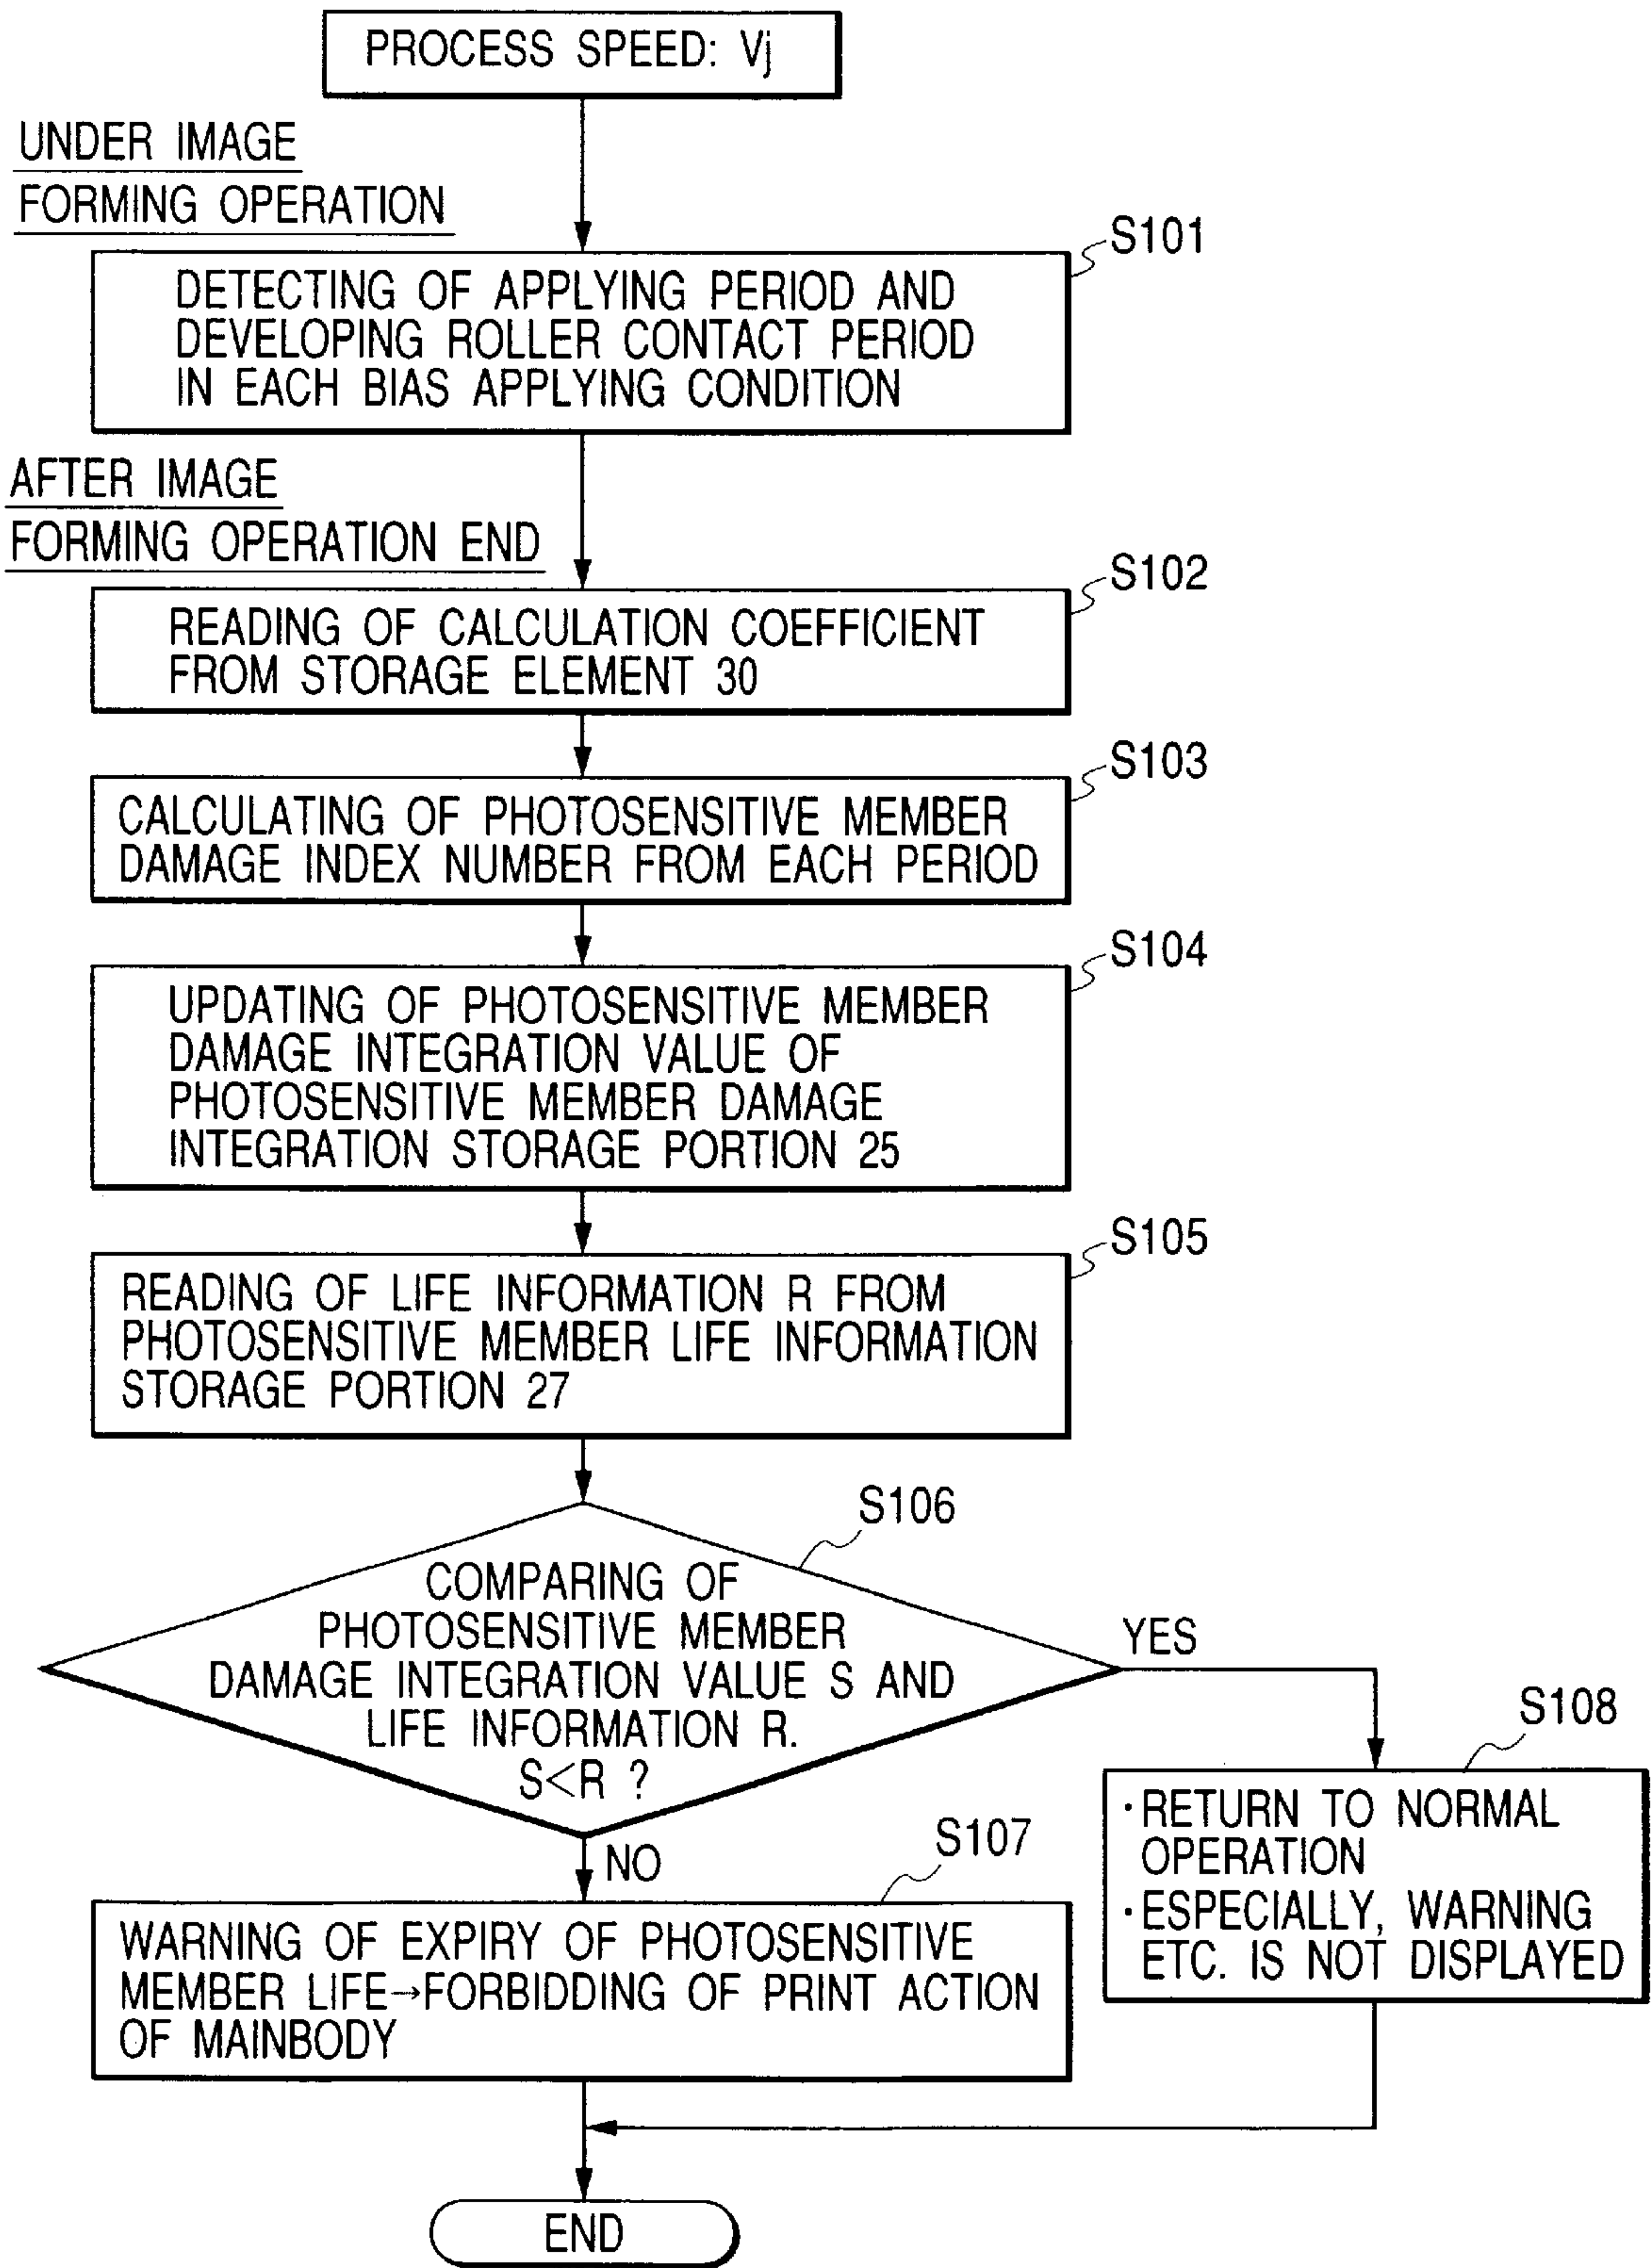 PROCESS SPEED: Vj
UNDER IMAGE
FORMING OPERATION
S101
DETECTING OF APPLYING PERIOD AND
DEVELOPING ROLLER CONTACT PERIOD
IN EACH BIAS APPLYING CONDITION
AFTER IMAGE
FORMING OPERATION END
S102
READING OF CALCULATION COEFFICIENT
FROM STORAGE ELEMENT 30
S103
CALCULATING OF PHOTOSENSITIVE MEMBER
DAMAGE INDEX NUMBER FROM EACH PERIOD
S104
UPDATING OF PHOTOSENSITIVE MEMBER
DAMAGE INTEGRATION VALUE OF
PHOTOSENSITIVE MEMBER DAMAGE
INTEGRATION STORAGE PORTION 25
S105
READING OF LIFE INFORMATION R FROM
PHOTOSENSITIVE MEMBER LIFE INFORMATION
STORAGE PORTION 27
S106
COMPARING OF
PHOTOSENSITIVE MEMBER
DAMAGE INTEGRATION VALUE S AND
LIFE INFORMATION R.
S<R ?
YES
S108
·RETURN TO NORMAL
OPERATION
·ESPECIALLY, WARNING
ETC. IS NOT DISPLAYED
NO
S107
WARNING OF EXPIRY OF PHOTOSENSITIVE
MEMBER LIFE→FORBIDDING OF PRINT ACTION
OF MAINBODY
END